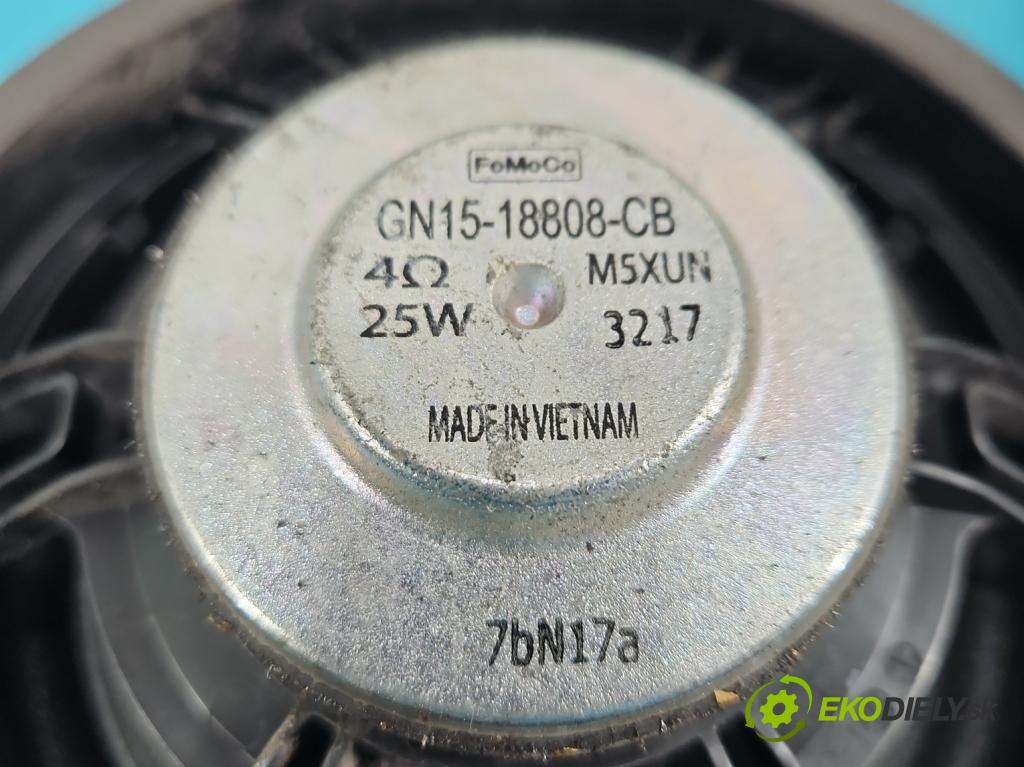 FoMoCo
GN15-18808-CB
4Ω M5XUN
25W 3217
MADE IN VIETNAM
7bN17a
EKODIELY.sk